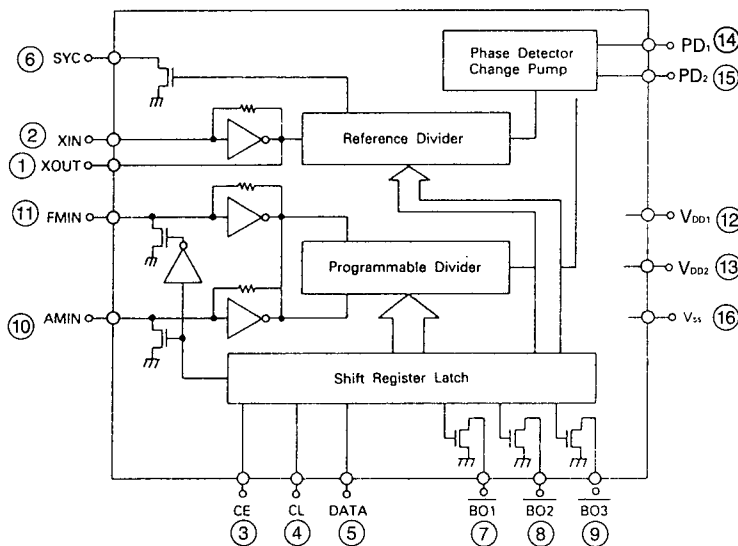 ⑥ SYC
② XIN
① XOUT
⑪ FMIN
⑩ AMIN
Phase Detector
Change Pump
PD₁ ⑭
PD₂ ⑮
Reference Divider
Programmable Divider
VDD1 ⑫
VDD2 ⑬
Vss ⑯
Shift Register Latch
CE CL DATA BO1 BO2 BO3
③ ④ ⑤ ⑦ ⑧ ⑨